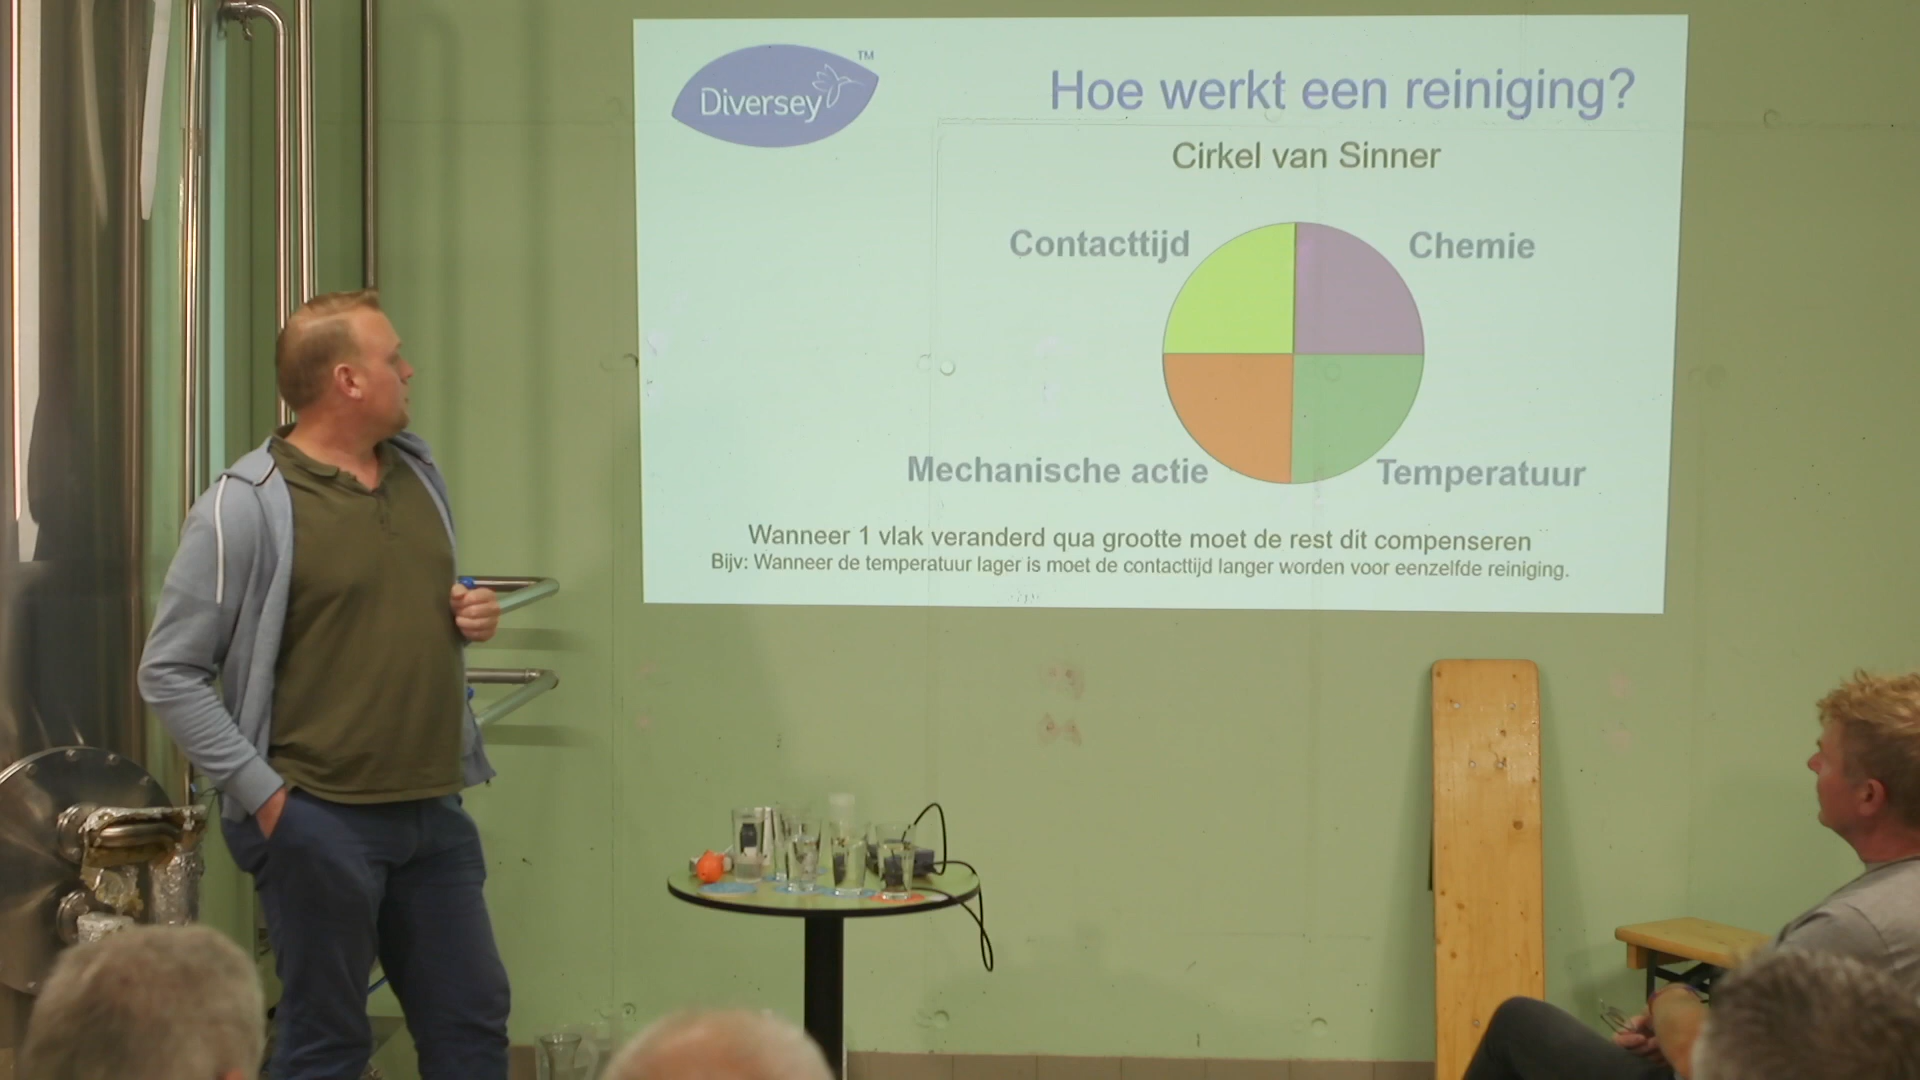 Diversey
TM
Hoe werkt een reiniging?
Cirkel van Sinner
Contacttijd
Chemie
Mechanische actie
Temperatuur
Wanneer 1 vlak veranderd qua grootte moet de rest dit compenseren
Bijv: Wanneer de temperatuur lager is moet de contacttijd langer worden voor eenzelfde reiniging.